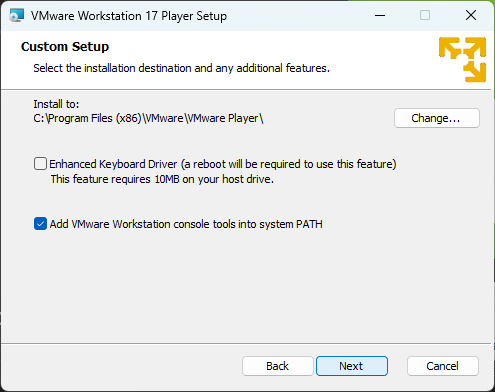 VMware Workstation 17 Player Setup
Custom Setup
Select the installation destination and any additional features.
Install to:
C:\Program Files (x86)\VMware\VMware Player\
Change...
Enhanced Keyboard Driver (a reboot will be required to use this feature)
This feature requires 10MB on your host drive.
Add VMware Workstation console tools into system PATH
Back
Next
Cancel